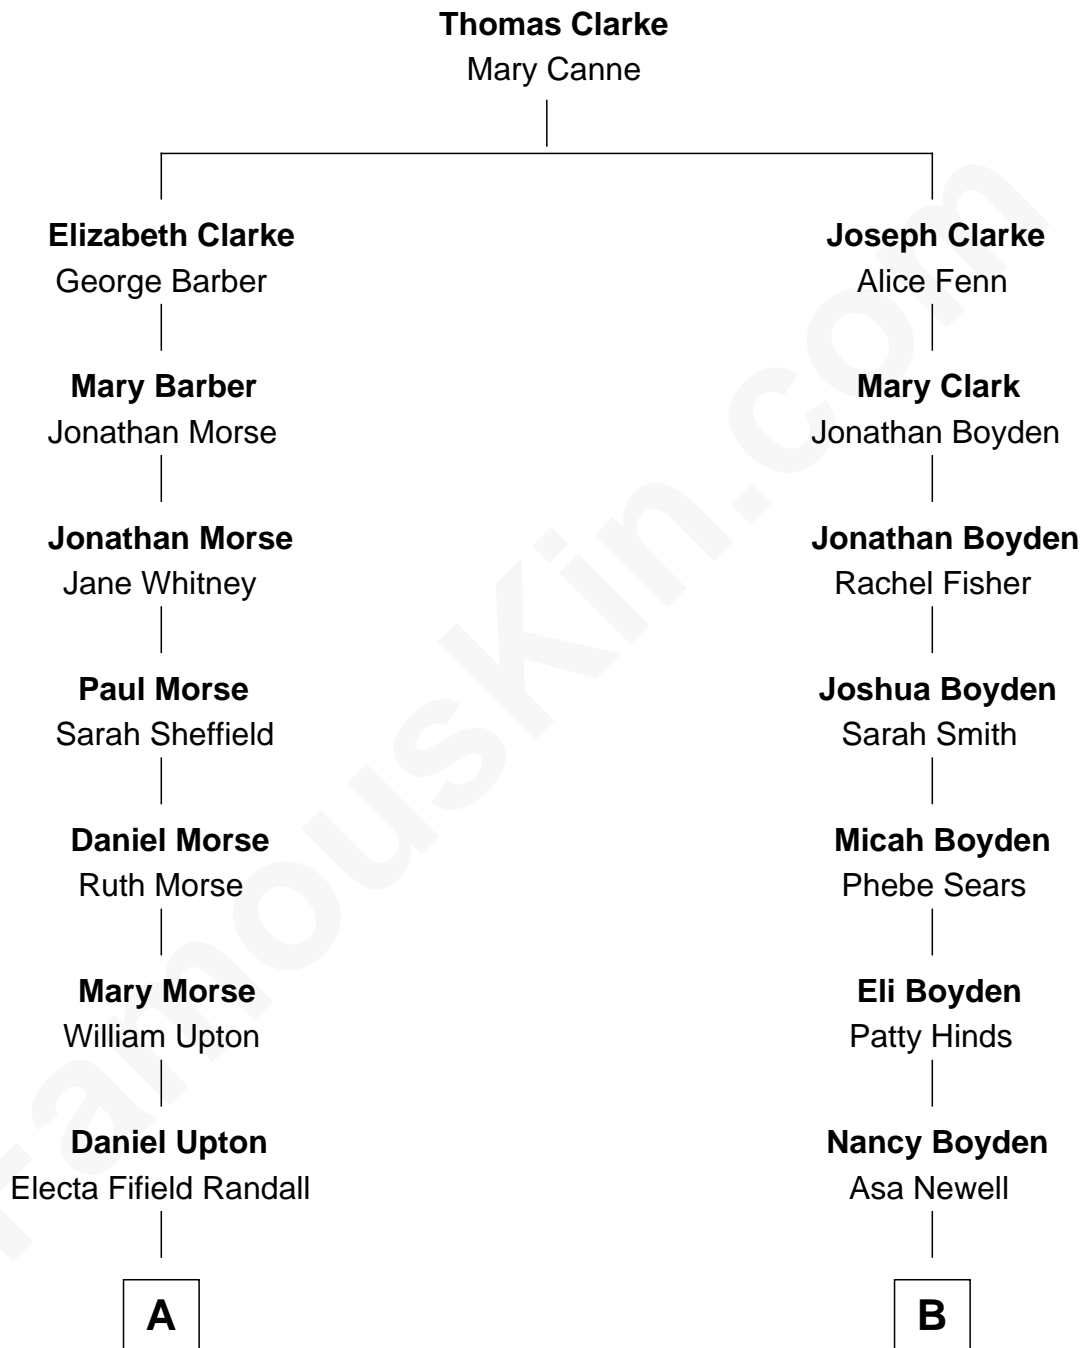 Thomas Clarke
Mary Canne
Elizabeth Clarke
George Barber
Mary Barber
Jonathan Morse
Jonathan Morse
Jane Whitney
Paul Morse
Sarah Sheffield
Daniel Morse
Ruth Morse
Mary Morse
William Upton
Daniel Upton
Electa Fifield Randall
A
Joseph Clarke
Alice Fenn
Mary Clark
Jonathan Boyden
Jonathan Boyden
Rachel Fisher
Joshua Boyden
Sarah Smith
Micah Boyden
Phebe Sears
Eli Boyden
Patty Hinds
Nancy Boyden
Asa Newell
B
FamousKin.com